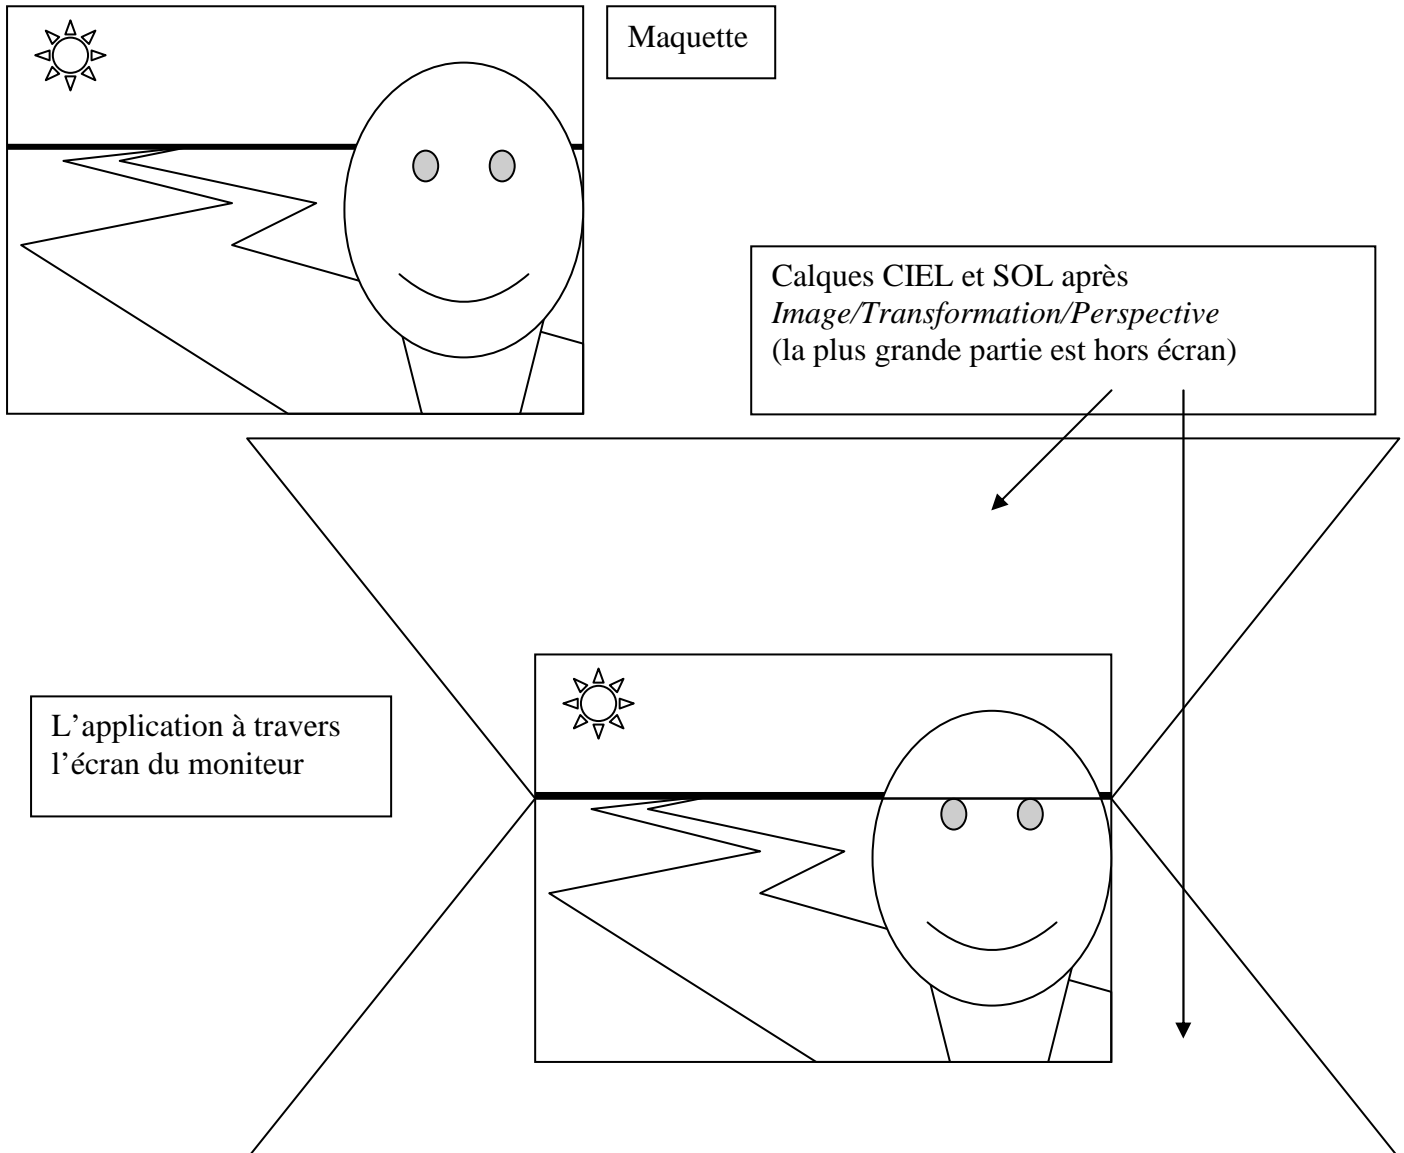 Maquette
Calques CIEL et SOL après
Image/Transformation/Perspective
(la plus grande partie est hors écran)
L’application à travers
l’écran du moniteur